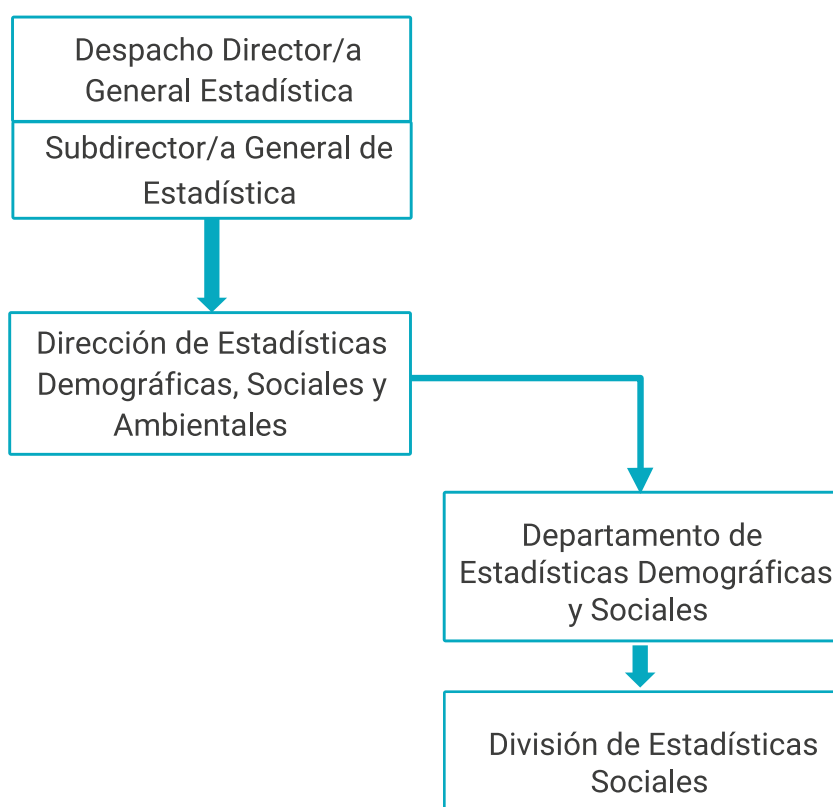 Despacho Director/a
General Estadística
Subdirector/a General de
Estadística
Dirección de Estadísticas
Demográficas, Sociales y
Ambientales
Departamento de
Estadísticas Demográficas
y Sociales
División de Estadísticas
Sociales